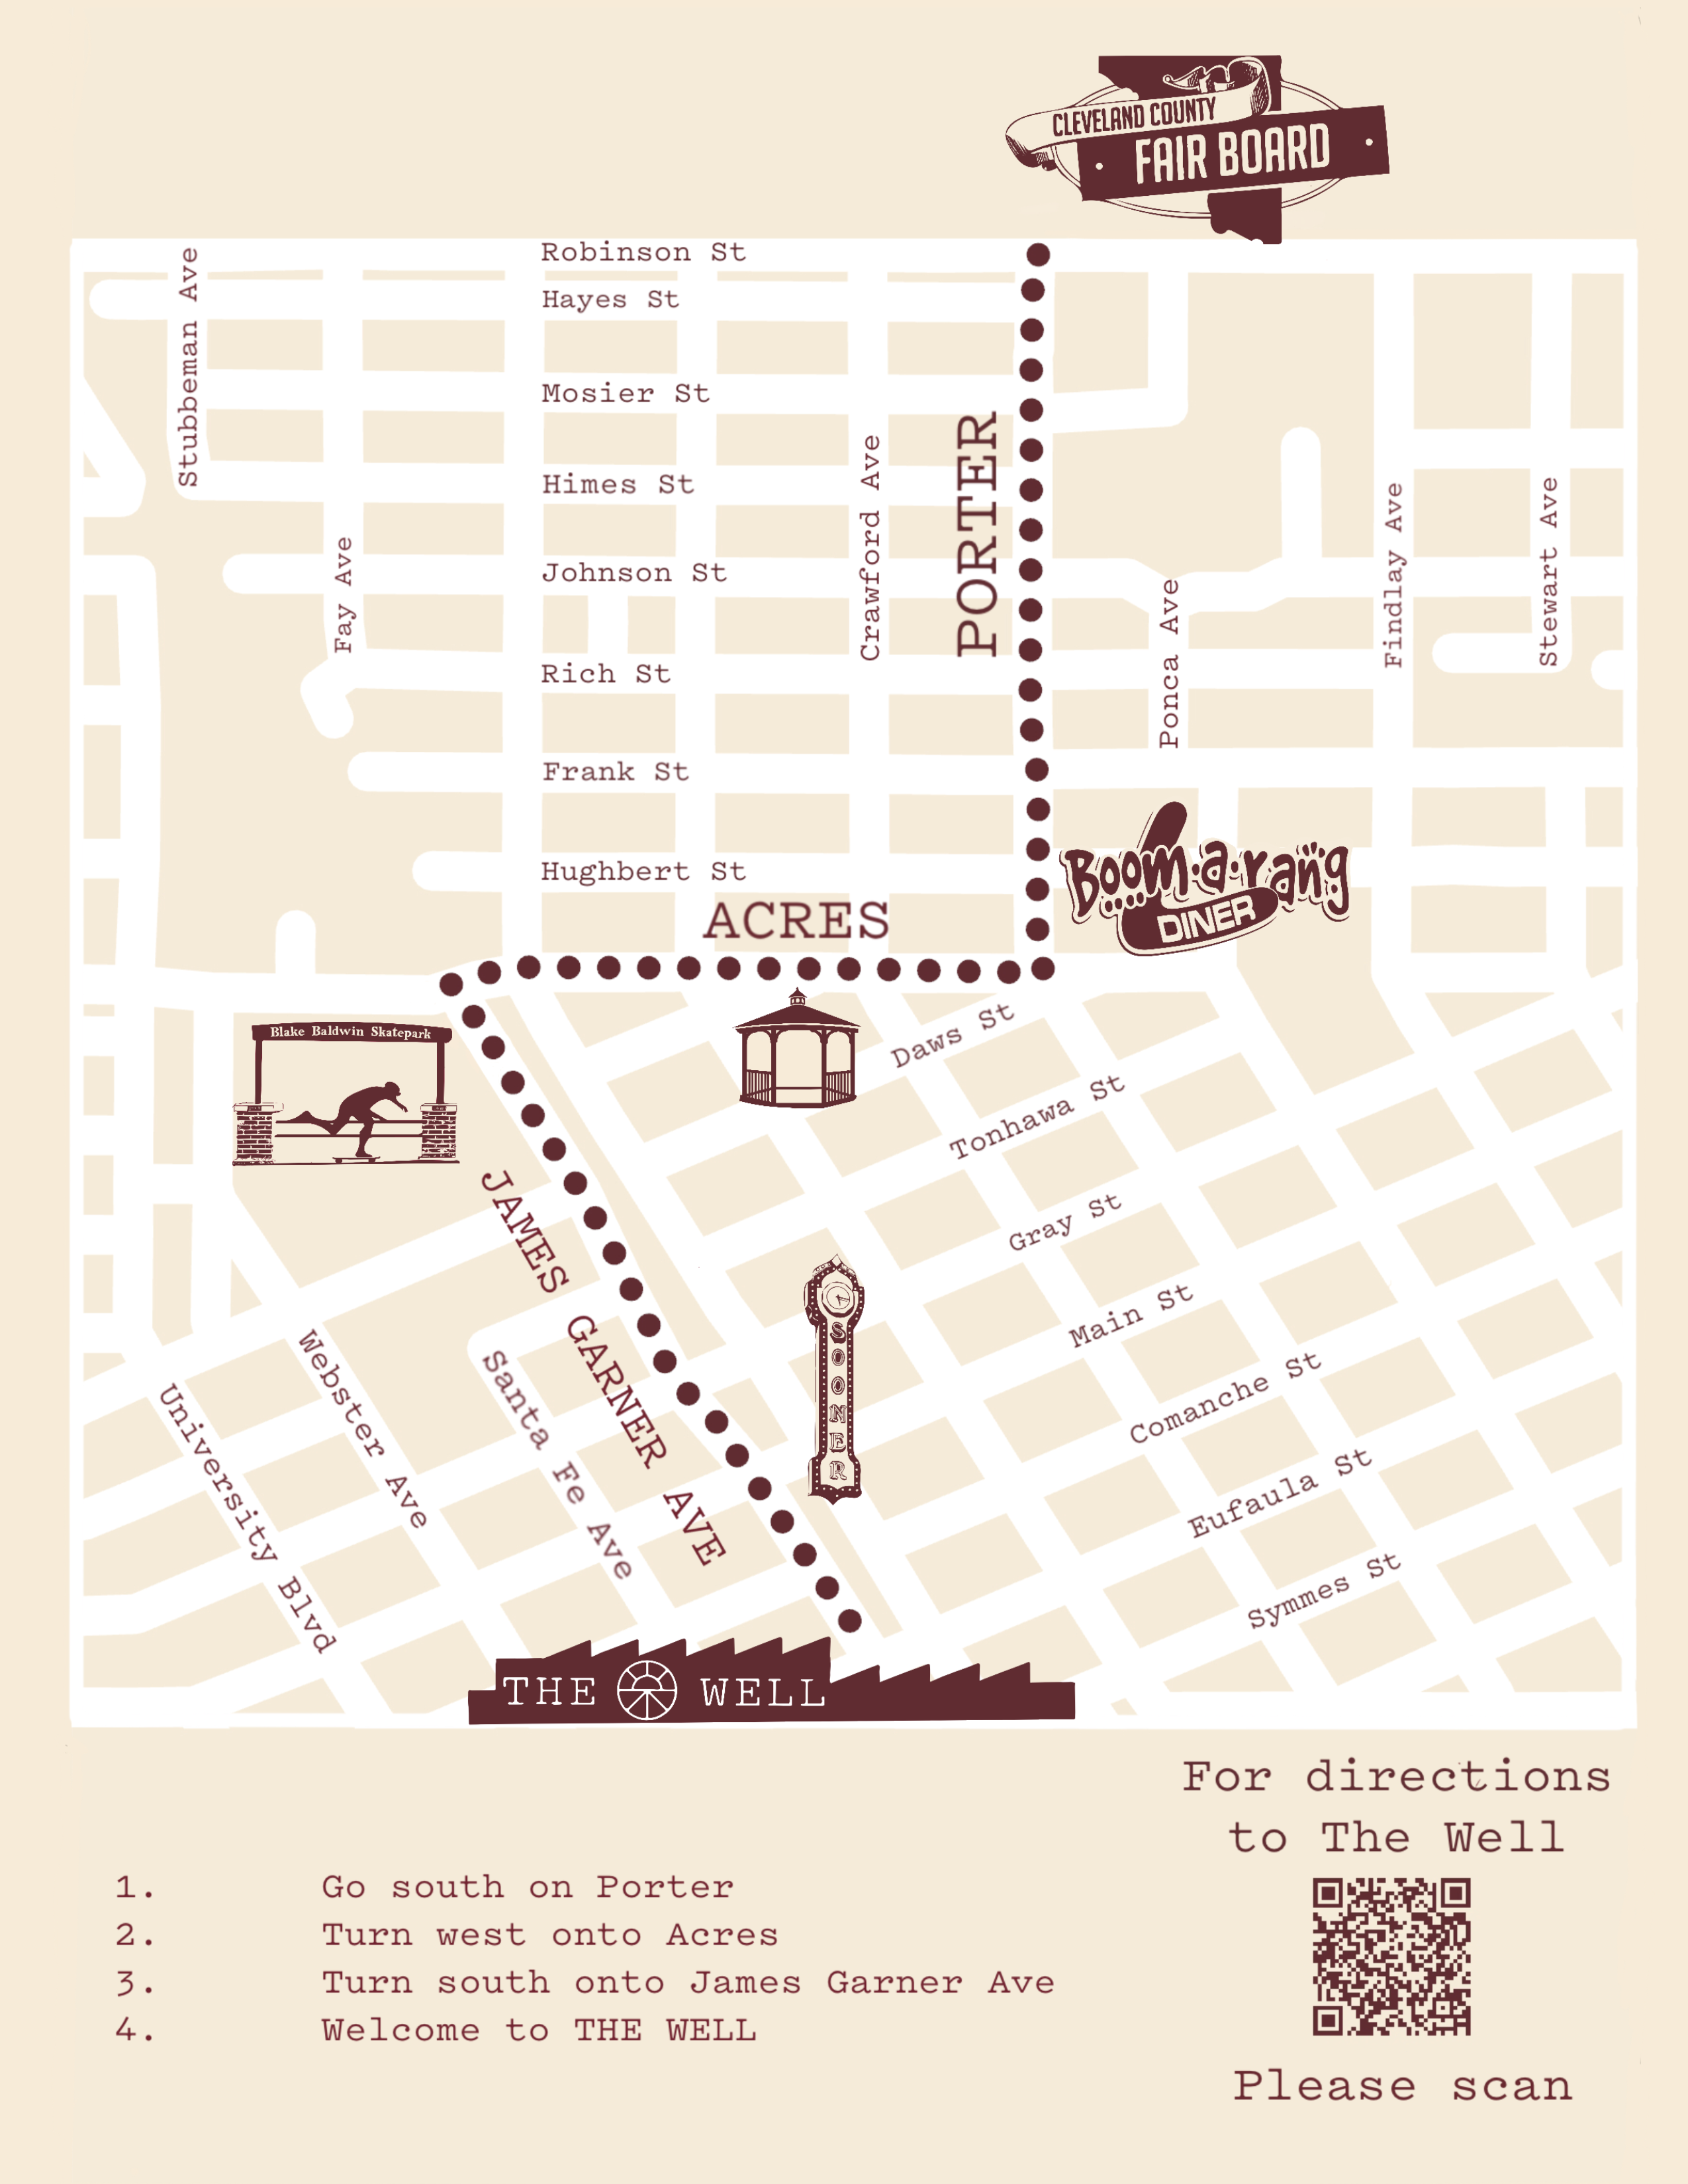 CLEVELAND COUNTY
FAIR BOARD
Robinson St
Hayes St
Stubbeman Ave
Mosier St
PORTER
Crawford Ave
Himes St
Findlay Ave
Stewart Ave
Fay Ave
Johnson St
Ponca Ave
Rich St
Frank St
Boom·a·rang
DINER
Hughbert St
ACRES
Blake Baldwin Skatepark
Daws St
Tonhawa St
JAMES GARNER AVE
Gray St
SOONER
Main St
Webster Ave
Santa Fe Ave
Comanche St
University Blvd
Eufaula St
Symmes St
THE WELL
For directions
to The Well
1. Go south on Porter
2. Turn west onto Acres
3. Turn south onto James Garner Ave
4. Welcome to THE WELL
Please scan